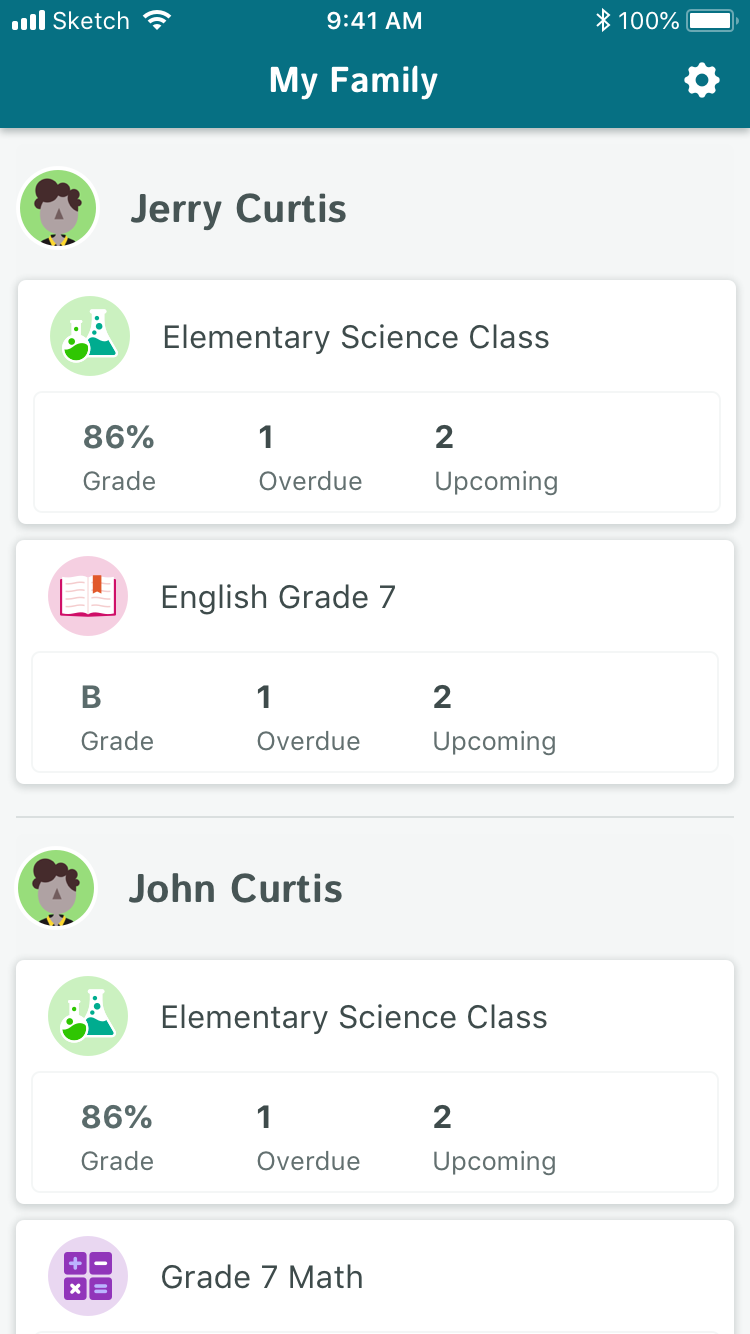 Sketch 9:41 AM 100%
My Family
Jerry Curtis
Elementary Science Class
86% 1 2
Grade Overdue Upcoming
English Grade 7
B 1 2
Grade Overdue Upcoming
John Curtis
Elementary Science Class
86% 1 2
Grade Overdue Upcoming
Grade 7 Math